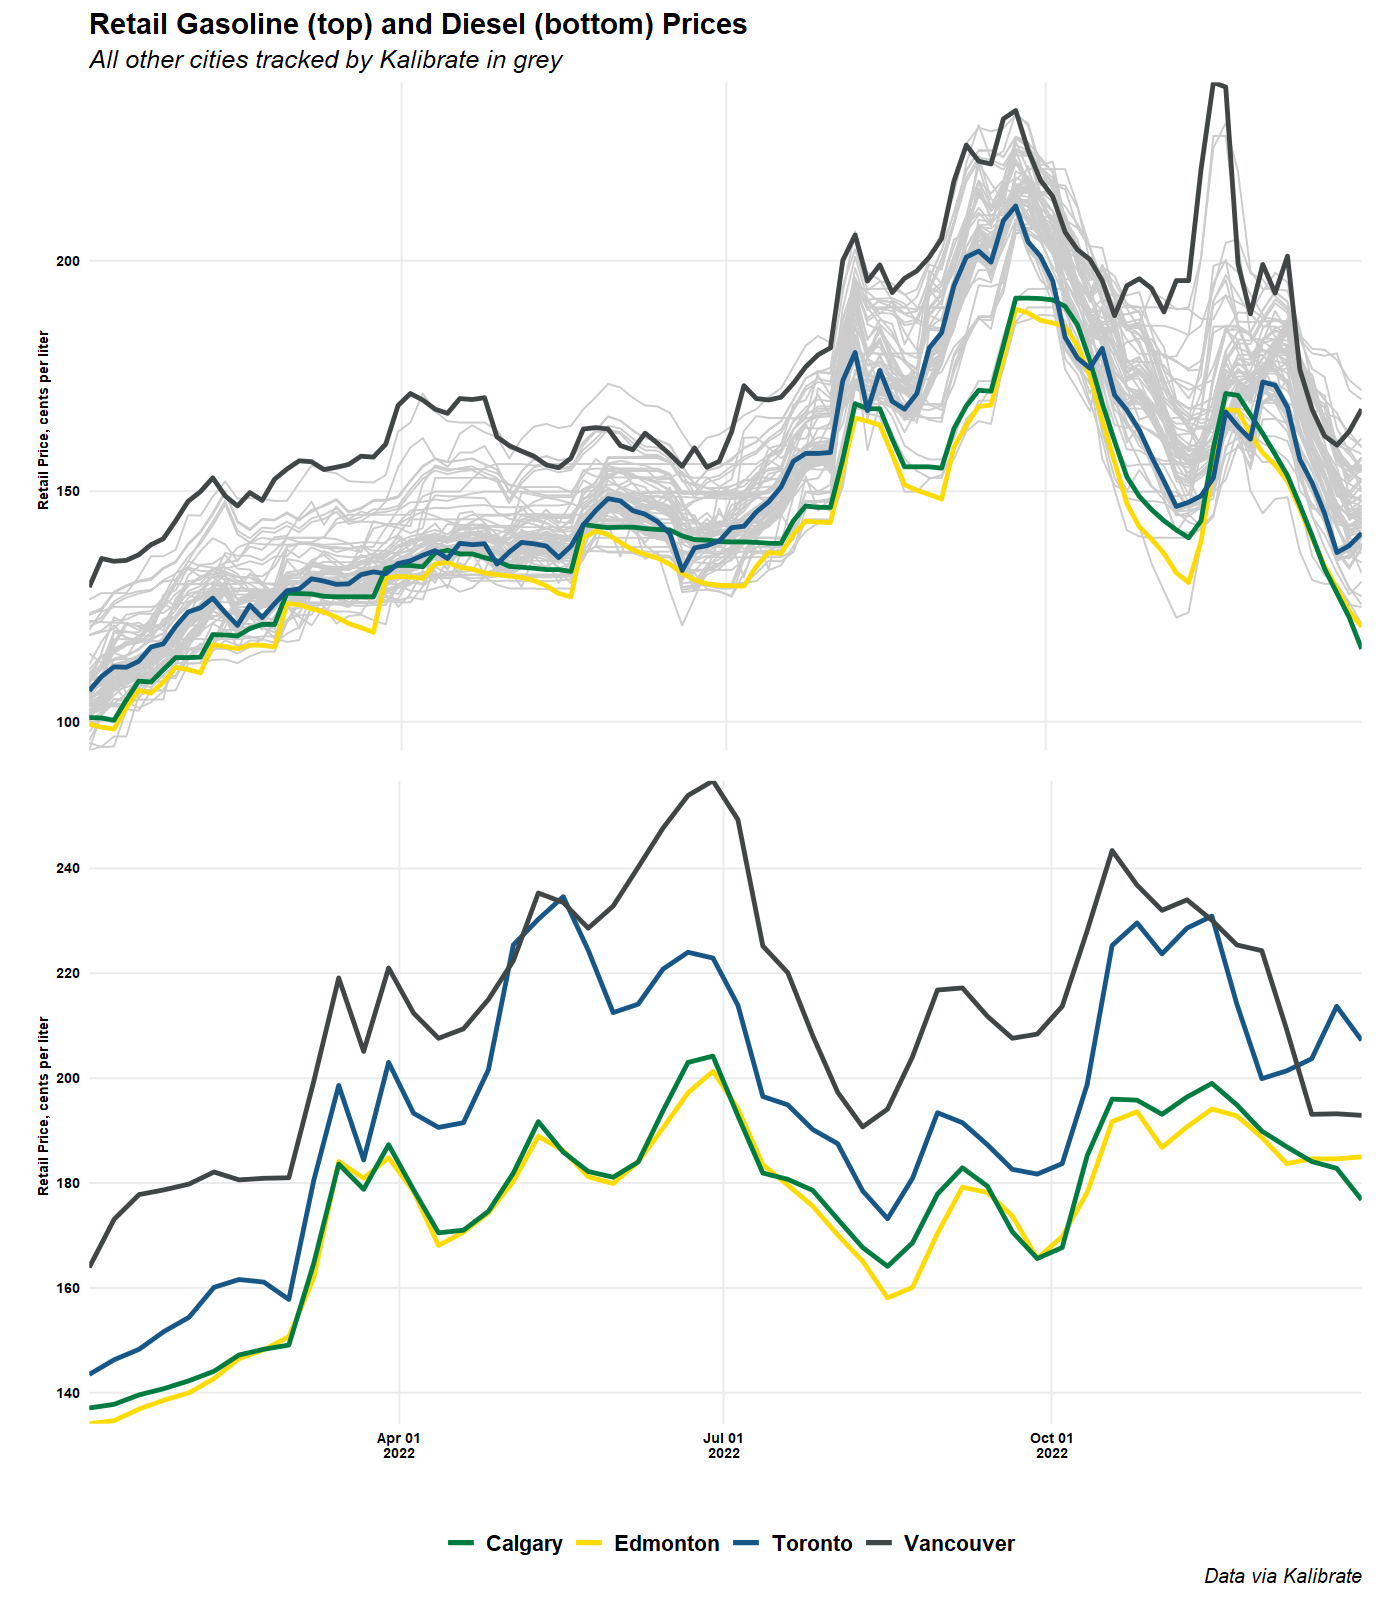 Retail Gasoline (top) and Diesel (bottom) Prices
All other cities tracked by Kalibrate in grey
Retail Price, cents per liter
200
150
100
Retail Price, cents per liter
240
220
200
180
160
140
Apr 01
2022
Jul 01
2022
Oct 01
2022
Calgary Edmonton Toronto Vancouver
Data via Kalibrate